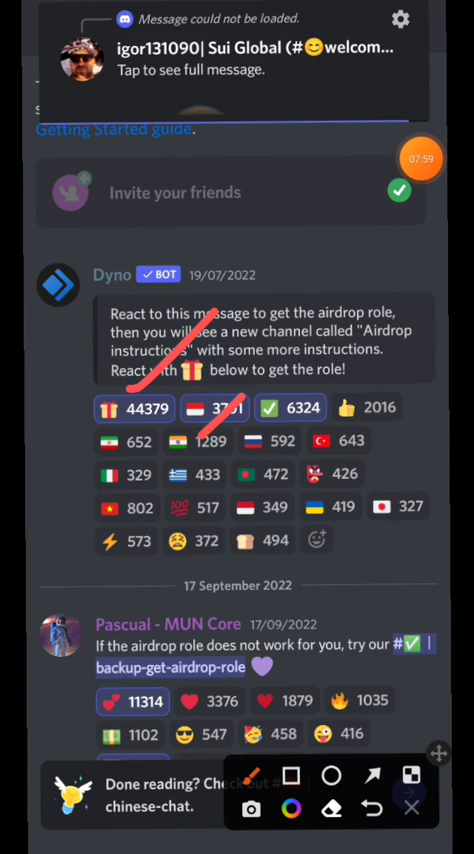 Message could not be loaded.
igor131090| Sui Global (#😊welcom...
Tap to see full message.
Getting Started guide.
07:59
Invite your friends
Dyno ✓ BOT 19/07/2022
React to this message to get the airdrop role,
then you will see a new channel called "Airdrop
instructions" with some more instructions.
React with 🎁 below to get the role!
🎁 44379 🇮🇩 3701 ✅ 6324 👍 2016
🇮🇷 652 🇮🇳 1289 🇷🇺 592 🇹🇷 643
🇮🇹 329 🇬🇷 433 🇧🇩 472 👺 426
🇻🇳 802 💯 517 🇮🇩 349 🇺🇦 419 🇯🇵 327
⚡ 573 😫 372 🍞 494
17 September 2022
Pascual - MUN Core 17/09/2022
If the airdrop role does not work for you, try our #✅ |
backup-get-airdrop-role 💜
💕 11314 ❤️ 3376 ♥️ 1879 🔥 1035
💵 1102 😎 547 🥳 458 😜 416
Done reading? Check out #
chinese-chat.